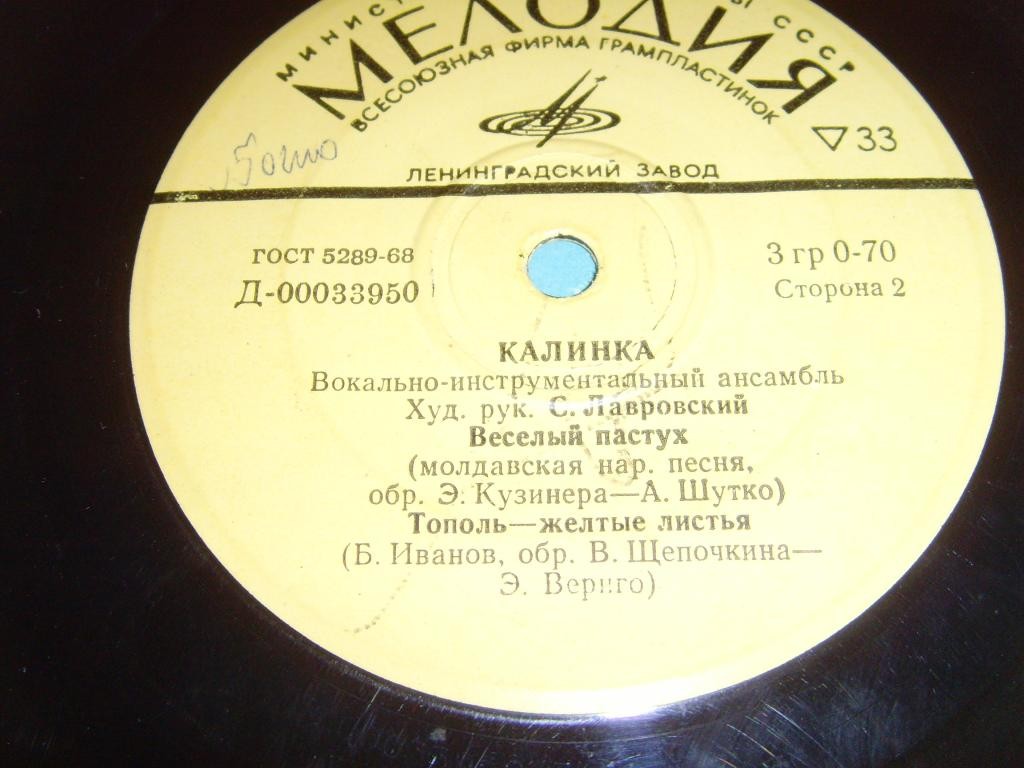 МЕЛОДИЯ
ВСЕСОЮЗНАЯ ФИРМА ГРАМПЛАСТИНОК
▽33
ЛЕНИНГРАДСКИЙ ЗАВОД
ГОСТ 5289-68
3 гр 0-70
Д-00033950
Сторона 2
КАЛИНКА
Вокально-инструментальный ансамбль
Худ. рук. С. Лавровский
Веселый пастух
(молдавская нар. песня,
обр. Э. Кузинера—А. Шутко)
Тополь—желтые листья
(Б. Иванов, обр. В. Щепочкина—
Э. Вериго)